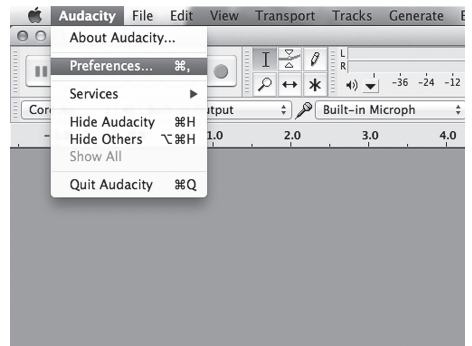 Audacity File Edit View Transport Tracks Generate
About Audacity...
Preferences... ⌘,
Services ▶
Hide Audacity ⌘H
Hide Others ⌥⌘H
Show All
Quit Audacity ⌘Q
L
R
-36 -24 -12
Built-in Microph
1.0 2.0 3.0 4.0